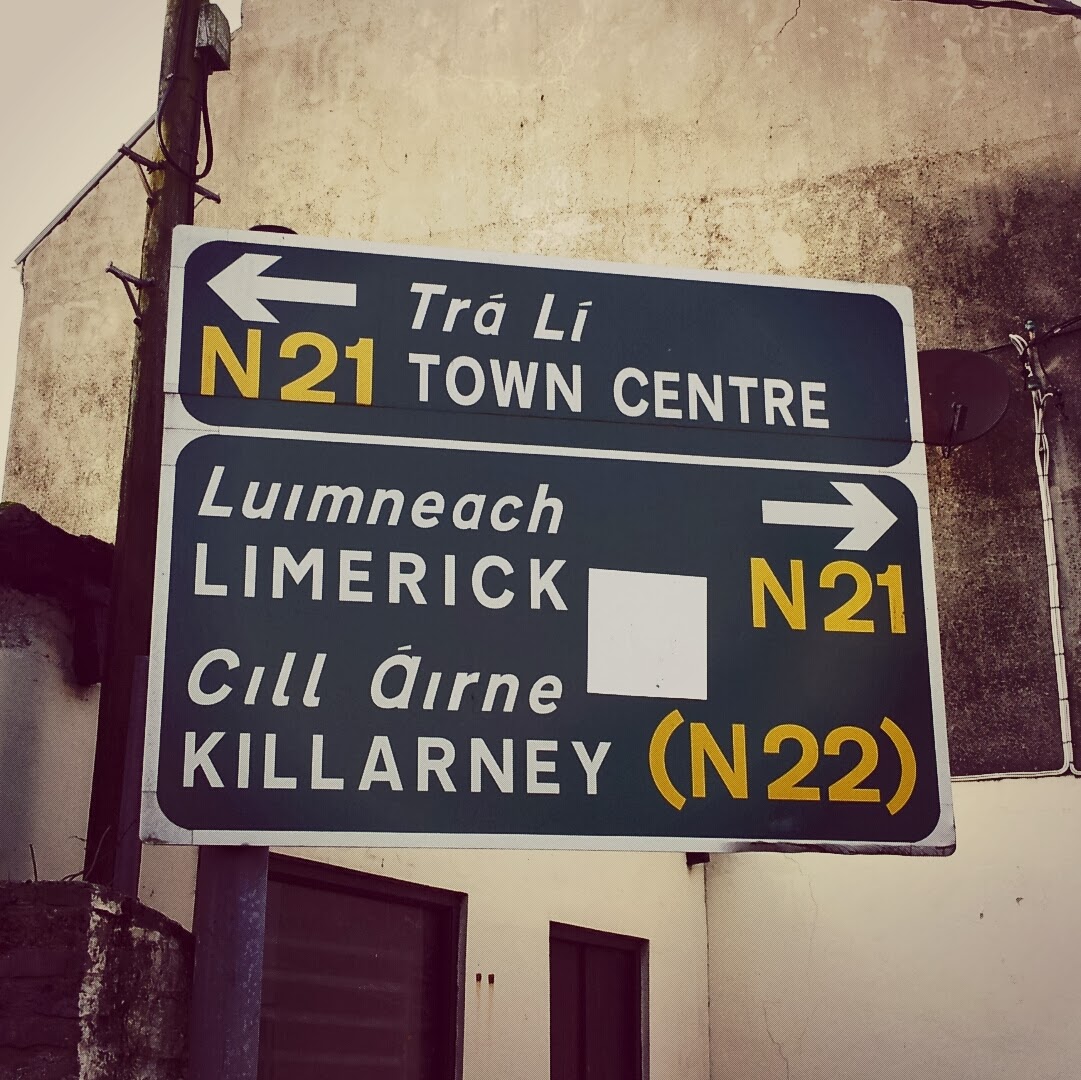 Trá Lí
N21 TOWN CENTRE
Luimneach
LIMERICK
N21
Cill Áirne
KILLARNEY (N22)